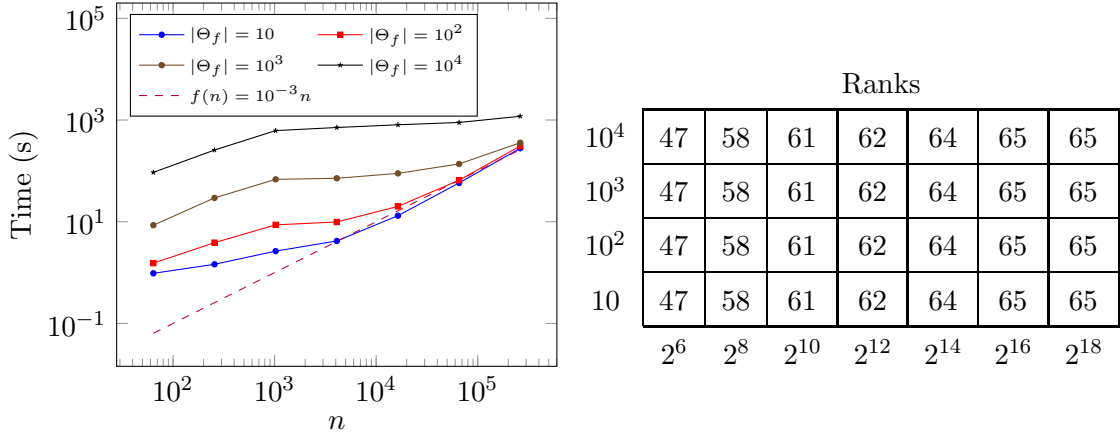 10^5
10^3
10^1
10^{-1}
Time (s)
|Θ_f| = 10
|Θ_f| = 10^2
|Θ_f| = 10^3
|Θ_f| = 10^4
f(n) = 10^{-3}n
10^2
10^3
10^4
10^5
n
Ranks
10^4 47 58 61 62 64 65 65
10^3 47 58 61 62 64 65 65
10^2 47 58 61 62 64 65 65
10 47 58 61 62 64 65 65
2^6 2^8 2^{10} 2^{12} 2^{14} 2^{16} 2^{18}